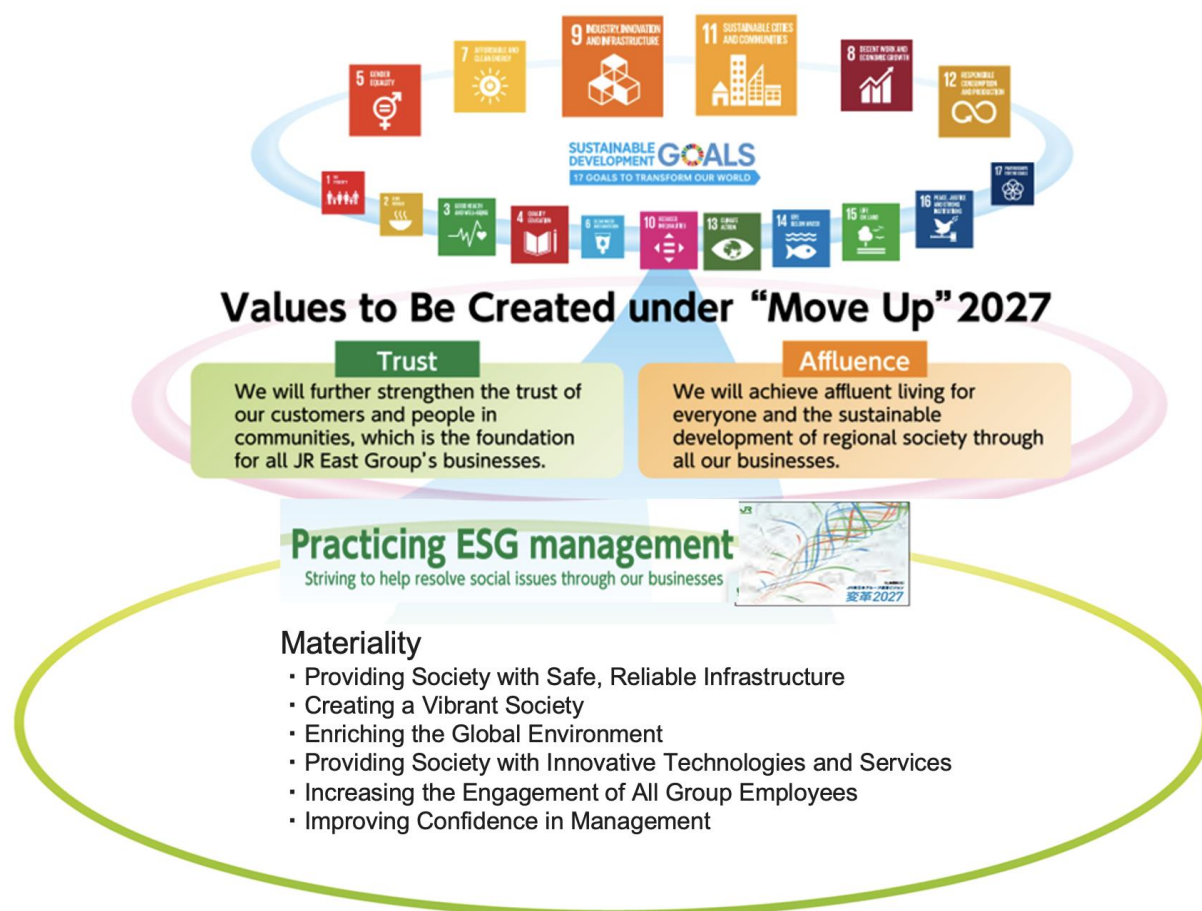 9 INDUSTRY, INNOVATION
AND INFRASTRUCTURE
11 SUSTAINABLE CITIES
AND COMMUNITIES
7 AFFORDABLE AND
CLEAN ENERGY
8 DECENT WORK AND
ECONOMIC GROWTH
5 GENDER
EQUALITY
12 RESPONSIBLE
CONSUMPTION
AND PRODUCTION
SUSTAINABLE
DEVELOPMENT GOALS
17 GOALS TO TRANSFORM OUR WORLD
1
2
3 GOOD HEALTH
AND WELL-BEING
4 QUALITY
EDUCATION
6
10 REDUCED
INEQUALITIES
13 CLIMATE
ACTION
14 LIFE
BELOW WATER
15 LIFE
ON LAND
16 PEACE, JUSTICE
AND STRONG
INSTITUTIONS
17
Values to Be Created under “Move Up” 2027
Trust
We will further strengthen the trust of
our customers and people in
communities, which is the foundation
for all JR East Group's businesses.
Affluence
We will achieve affluent living for
everyone and the sustainable
development of regional society through
all our businesses.
Practicing ESG management
Striving to help resolve social issues through our businesses
JR
変革2027
Materiality
・Providing Society with Safe, Reliable Infrastructure
・Creating a Vibrant Society
・Enriching the Global Environment
・Providing Society with Innovative Technologies and Services
・Increasing the Engagement of All Group Employees
・Improving Confidence in Management